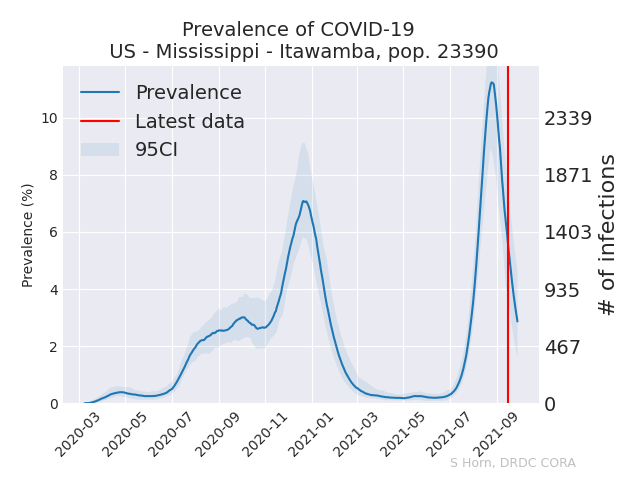 Prevalence of COVID-19
US - Mississippi - Itawamba, pop. 23390
Prevalence
Latest data
95CI
Prevalence (%)
10
8
6
4
2
0
2339
1871
1403
935
467
0
# of infections
2020-03
2020-05
2020-07
2020-09
2020-11
2021-01
2021-03
2021-05
2021-07
2021-09
S Horn, DRDC CORA